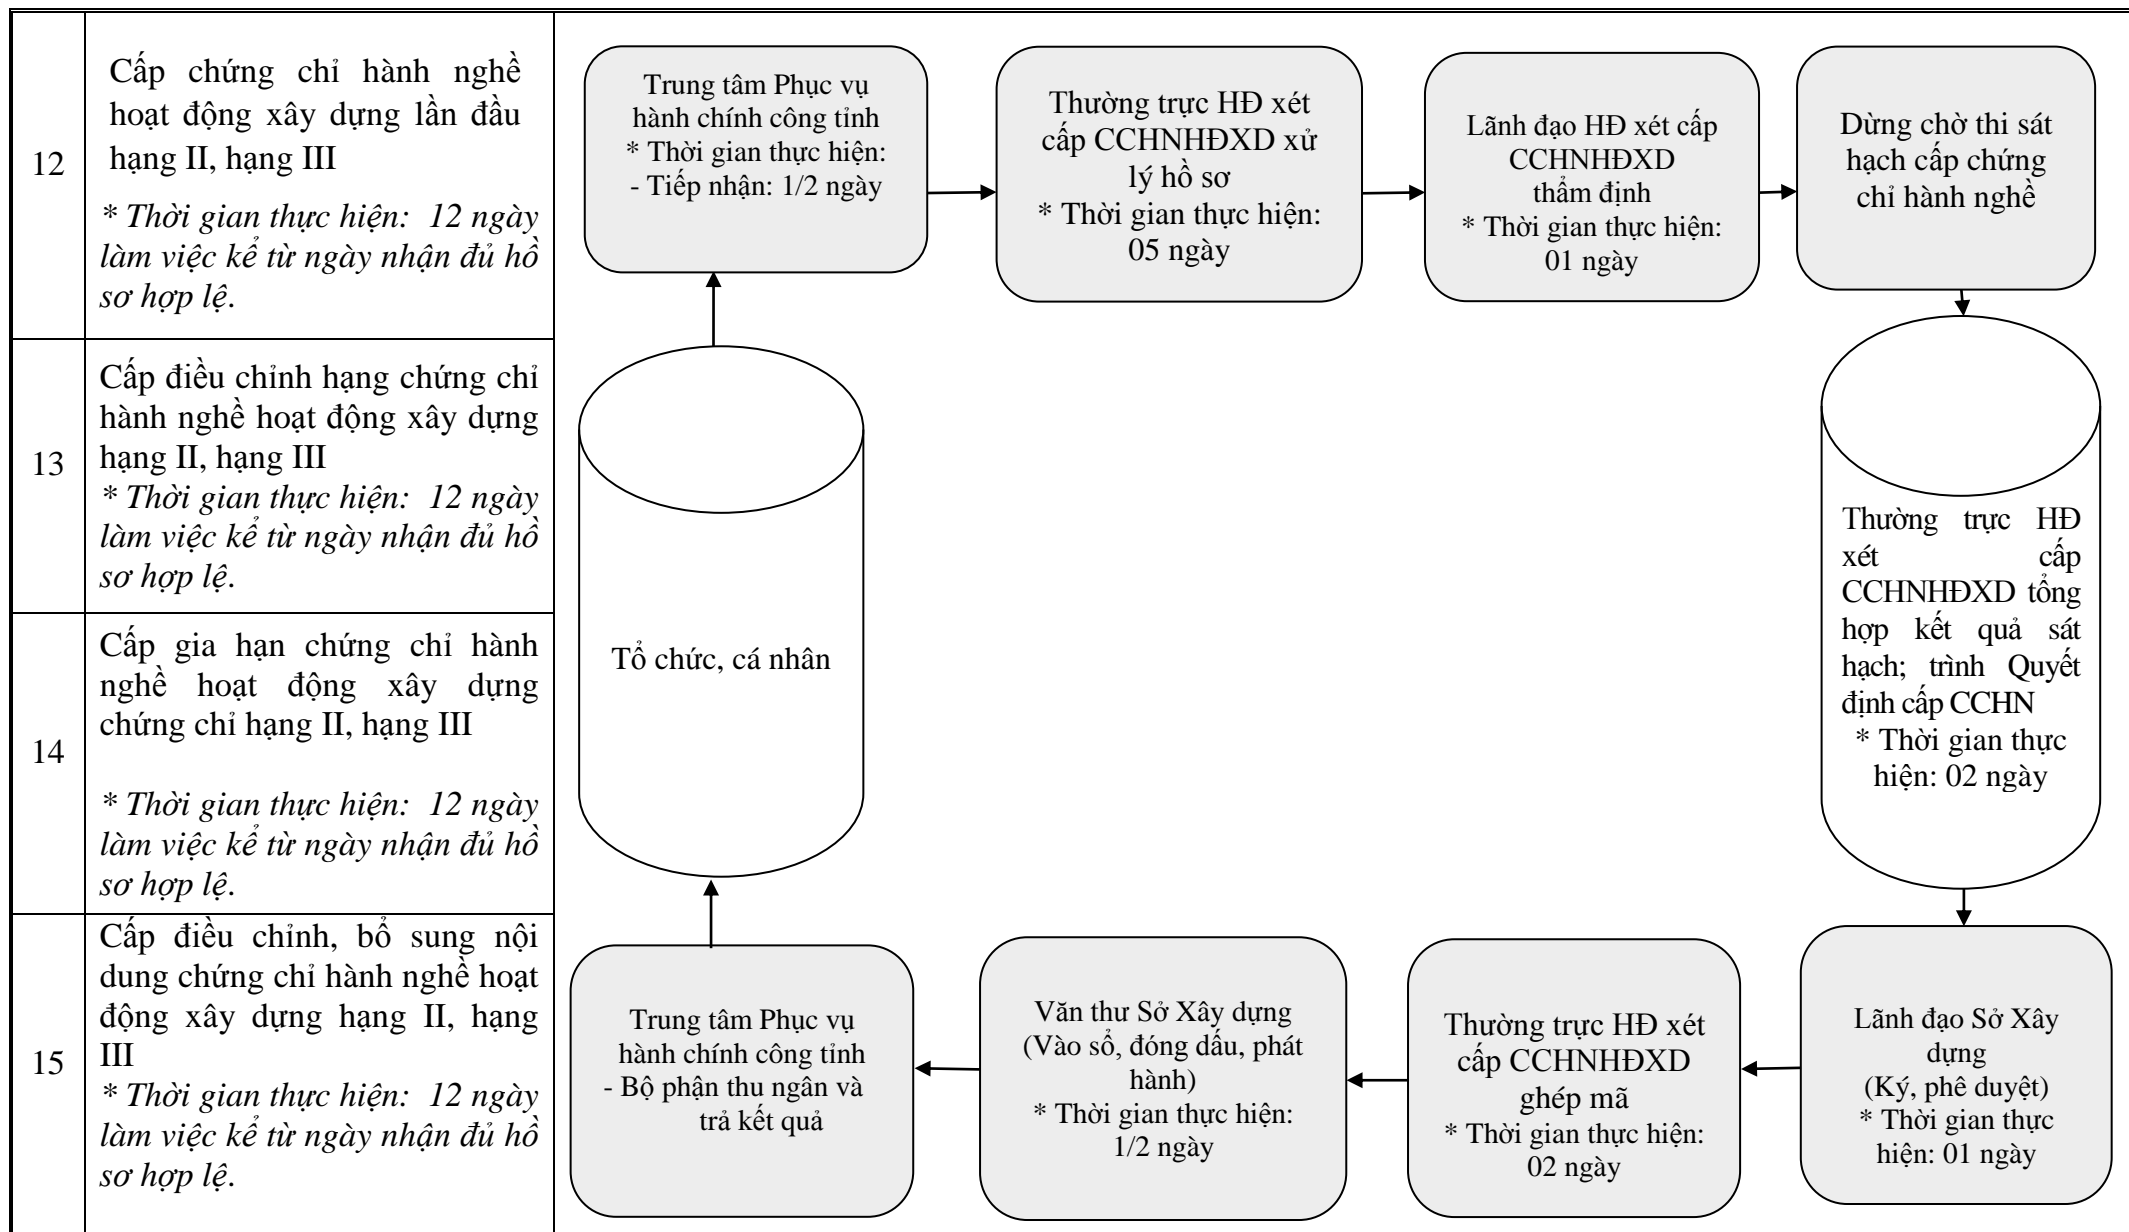 12
Cấp chứng chỉ hành nghề
hoạt động xây dựng lần đầu
hạng II, hạng III
* Thời gian thực hiện: 12 ngày
làm việc kể từ ngày nhận đủ hồ
sơ hợp lệ.
13
Cấp điều chỉnh hạng chứng chỉ
hành nghề hoạt động xây dựng
hạng II, hạng III
* Thời gian thực hiện: 12 ngày
làm việc kể từ ngày nhận đủ hồ
sơ hợp lệ.
14
Cấp gia hạn chứng chỉ hành
nghề hoạt động xây dựng
chứng chỉ hạng II, hạng III
* Thời gian thực hiện: 12 ngày
làm việc kể từ ngày nhận đủ hồ
sơ hợp lệ.
15
Cấp điều chỉnh, bổ sung nội
dung chứng chỉ hành nghề hoạt
động xây dựng hạng II, hạng
III
* Thời gian thực hiện: 12 ngày
làm việc kể từ ngày nhận đủ hồ
sơ hợp lệ.
Trung tâm Phục vụ
hành chính công tỉnh
* Thời gian thực hiện:
- Tiếp nhận: 1/2 ngày
Thường trực HĐ xét
cấp CCHNHĐXD xử
lý hồ sơ
* Thời gian thực hiện:
05 ngày
Lãnh đạo HĐ xét cấp
CCHNHĐXD
thẩm định
* Thời gian thực hiện:
01 ngày
Dừng chờ thi sát
hạch cấp chứng
chỉ hành nghề
Thường trực HĐ
xét cấp
CCHNHĐXD tổng
hợp kết quả sát
hạch; trình Quyết
định cấp CCHN
* Thời gian thực
hiện: 02 ngày
Lãnh đạo Sở Xây
dựng
(Ký, phê duyệt)
* Thời gian thực
hiện: 01 ngày
Thường trực HĐ xét
cấp CCHNHĐXD
ghép mã
* Thời gian thực hiện:
02 ngày
Văn thư Sở Xây dựng
(Vào sổ, đóng dấu, phát
hành)
* Thời gian thực hiện:
1/2 ngày
Trung tâm Phục vụ
hành chính công tỉnh
- Bộ phận thu ngân và
trả kết quả
Tổ chức, cá nhân